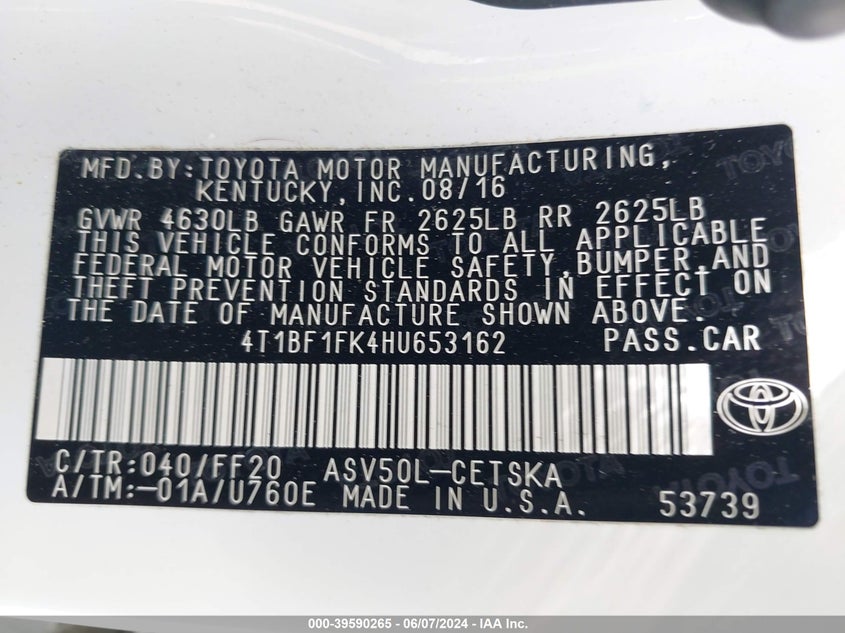 MFD.BY:TOYOTA MOTOR MANUFACTURING,
KENTUCKY,INC.08/16
GVWR 4630LB GAWR FR 2625LB RR 2625LB
THIS VEHICLE CONFORMS TO ALL APPLICABLE
FEDERAL MOTOR VEHICLE SAFETY,BUMPER,AND
THEFT PREVENTION STANDARDS IN EFFECT ON
THE DATE OF MANUFACTURE SHOWN ABOVE.
4T1BF1FK4HU653162 PASS.CAR
C/TR:040/FF20 ASV50L-CETSKA
A/TM:-01A/U760E MADE IN U.S.A. 53739
000-39590265 - 06/07/2024 - IAA Inc.